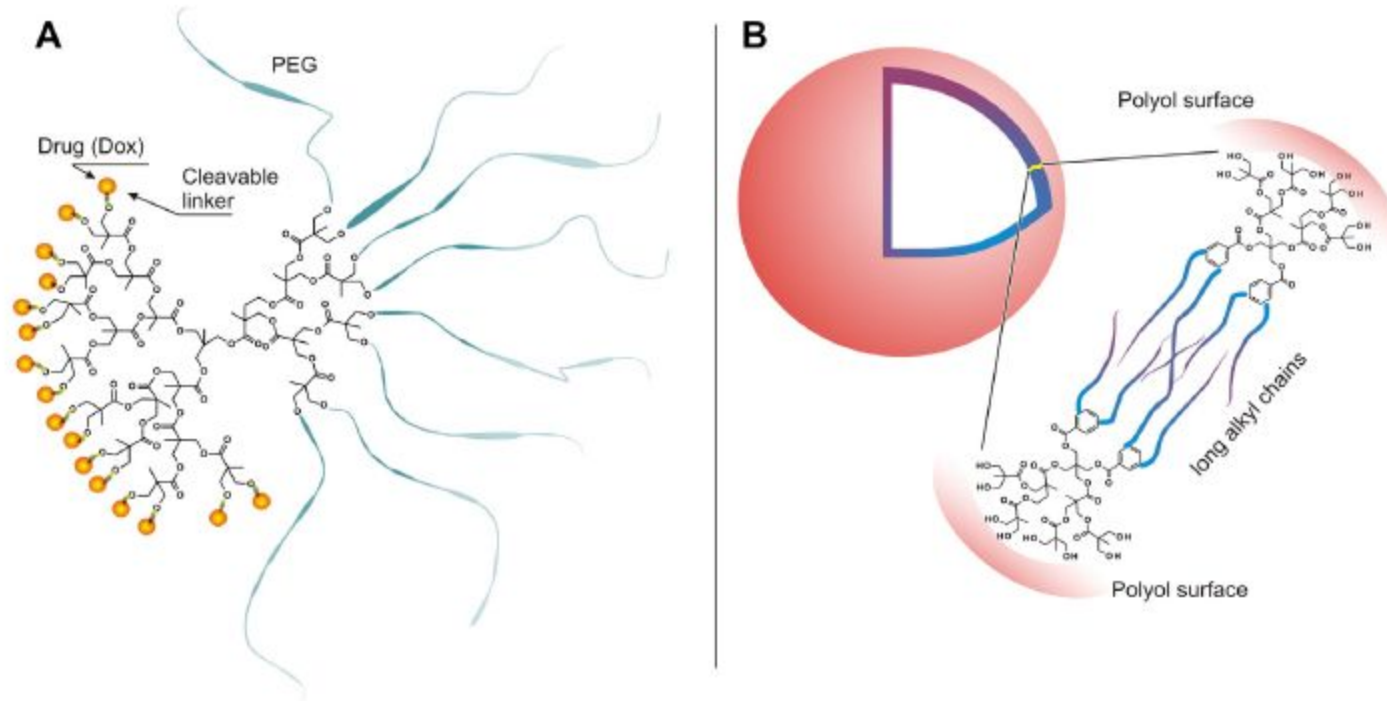 A
PEG
Drug (Dox)
Cleavable
linker
B
Polyol surface
long alkyl chains
Polyol surface